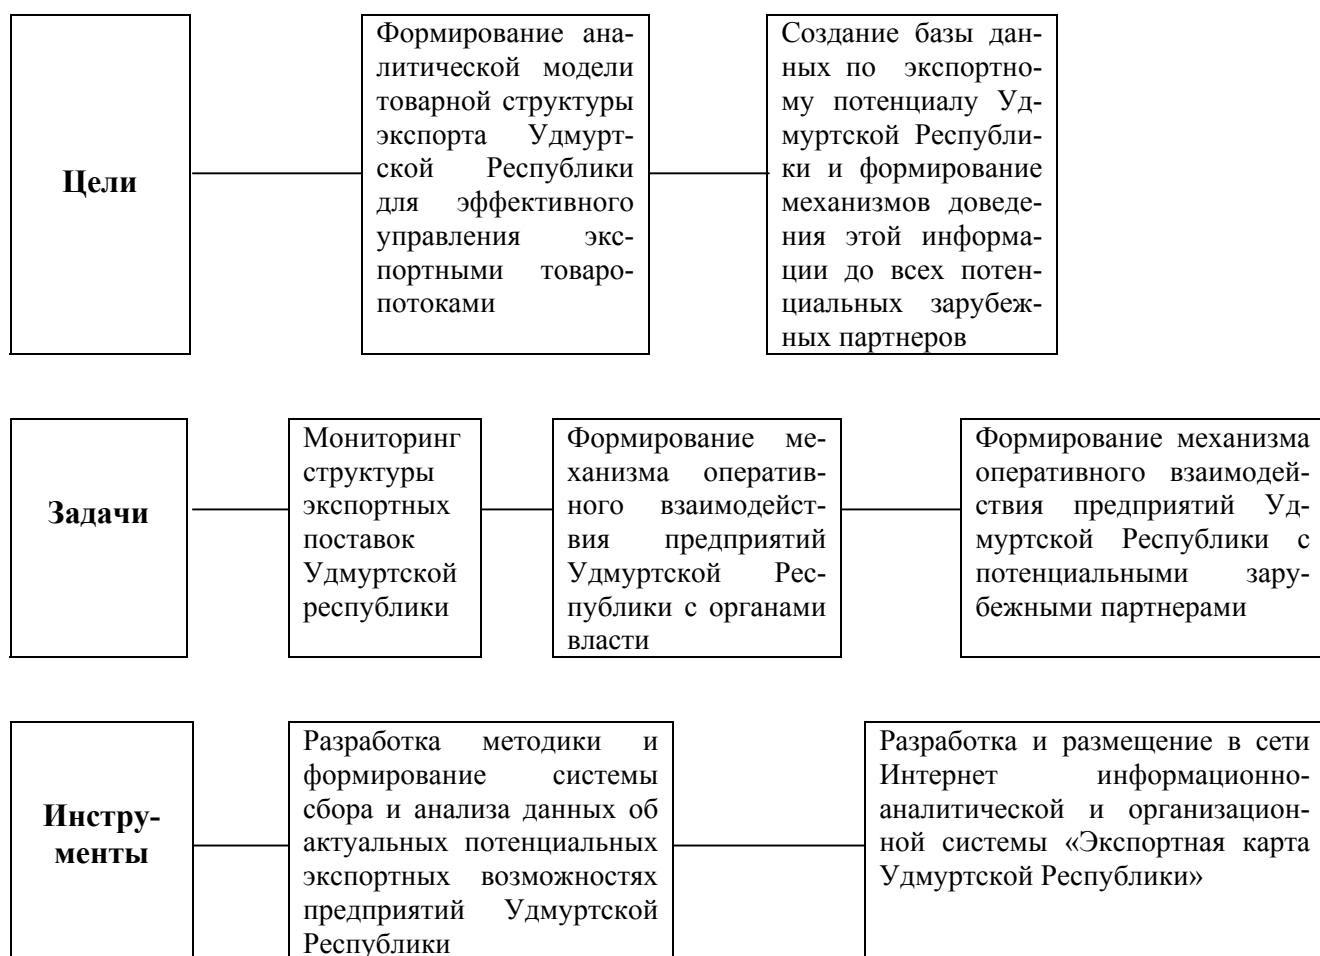 Цели
Формирование ана-
литической модели
товарной структуры
экспорта Удмурт-
ской Республики
для эффективного
управления экс-
портными товаро-
потоками
Создание базы дан-
ных по экспортно-
му потенциалу Уд-
муртской Республи-
ки и формирование
механизмов доведе-
ния этой информа-
ции до всех потен-
циальных зарубеж-
ных партнеров
Задачи
Мониторинг
структуры
экспортных
поставок
Удмуртской
республики
Формирование ме-
ханизма оператив-
ного взаимодейст-
вия предприятий
Удмуртской Рес-
публики с органами
власти
Формирование механизма
оперативного взаимодей-
ствия предприятий Уд-
муртской Республики с
потенциальными зару-
бежными партнерами
Инстру-
менты
Разработка методики и
формирование системы
сбора и анализа данных об
актуальных потенциальных
экспортных возможностях
предприятий Удмуртской
Республики
Разработка и размещение в сети
Интернет информационно-
аналитической и организацион-
ной системы «Экспортная карта
Удмуртской Республики»